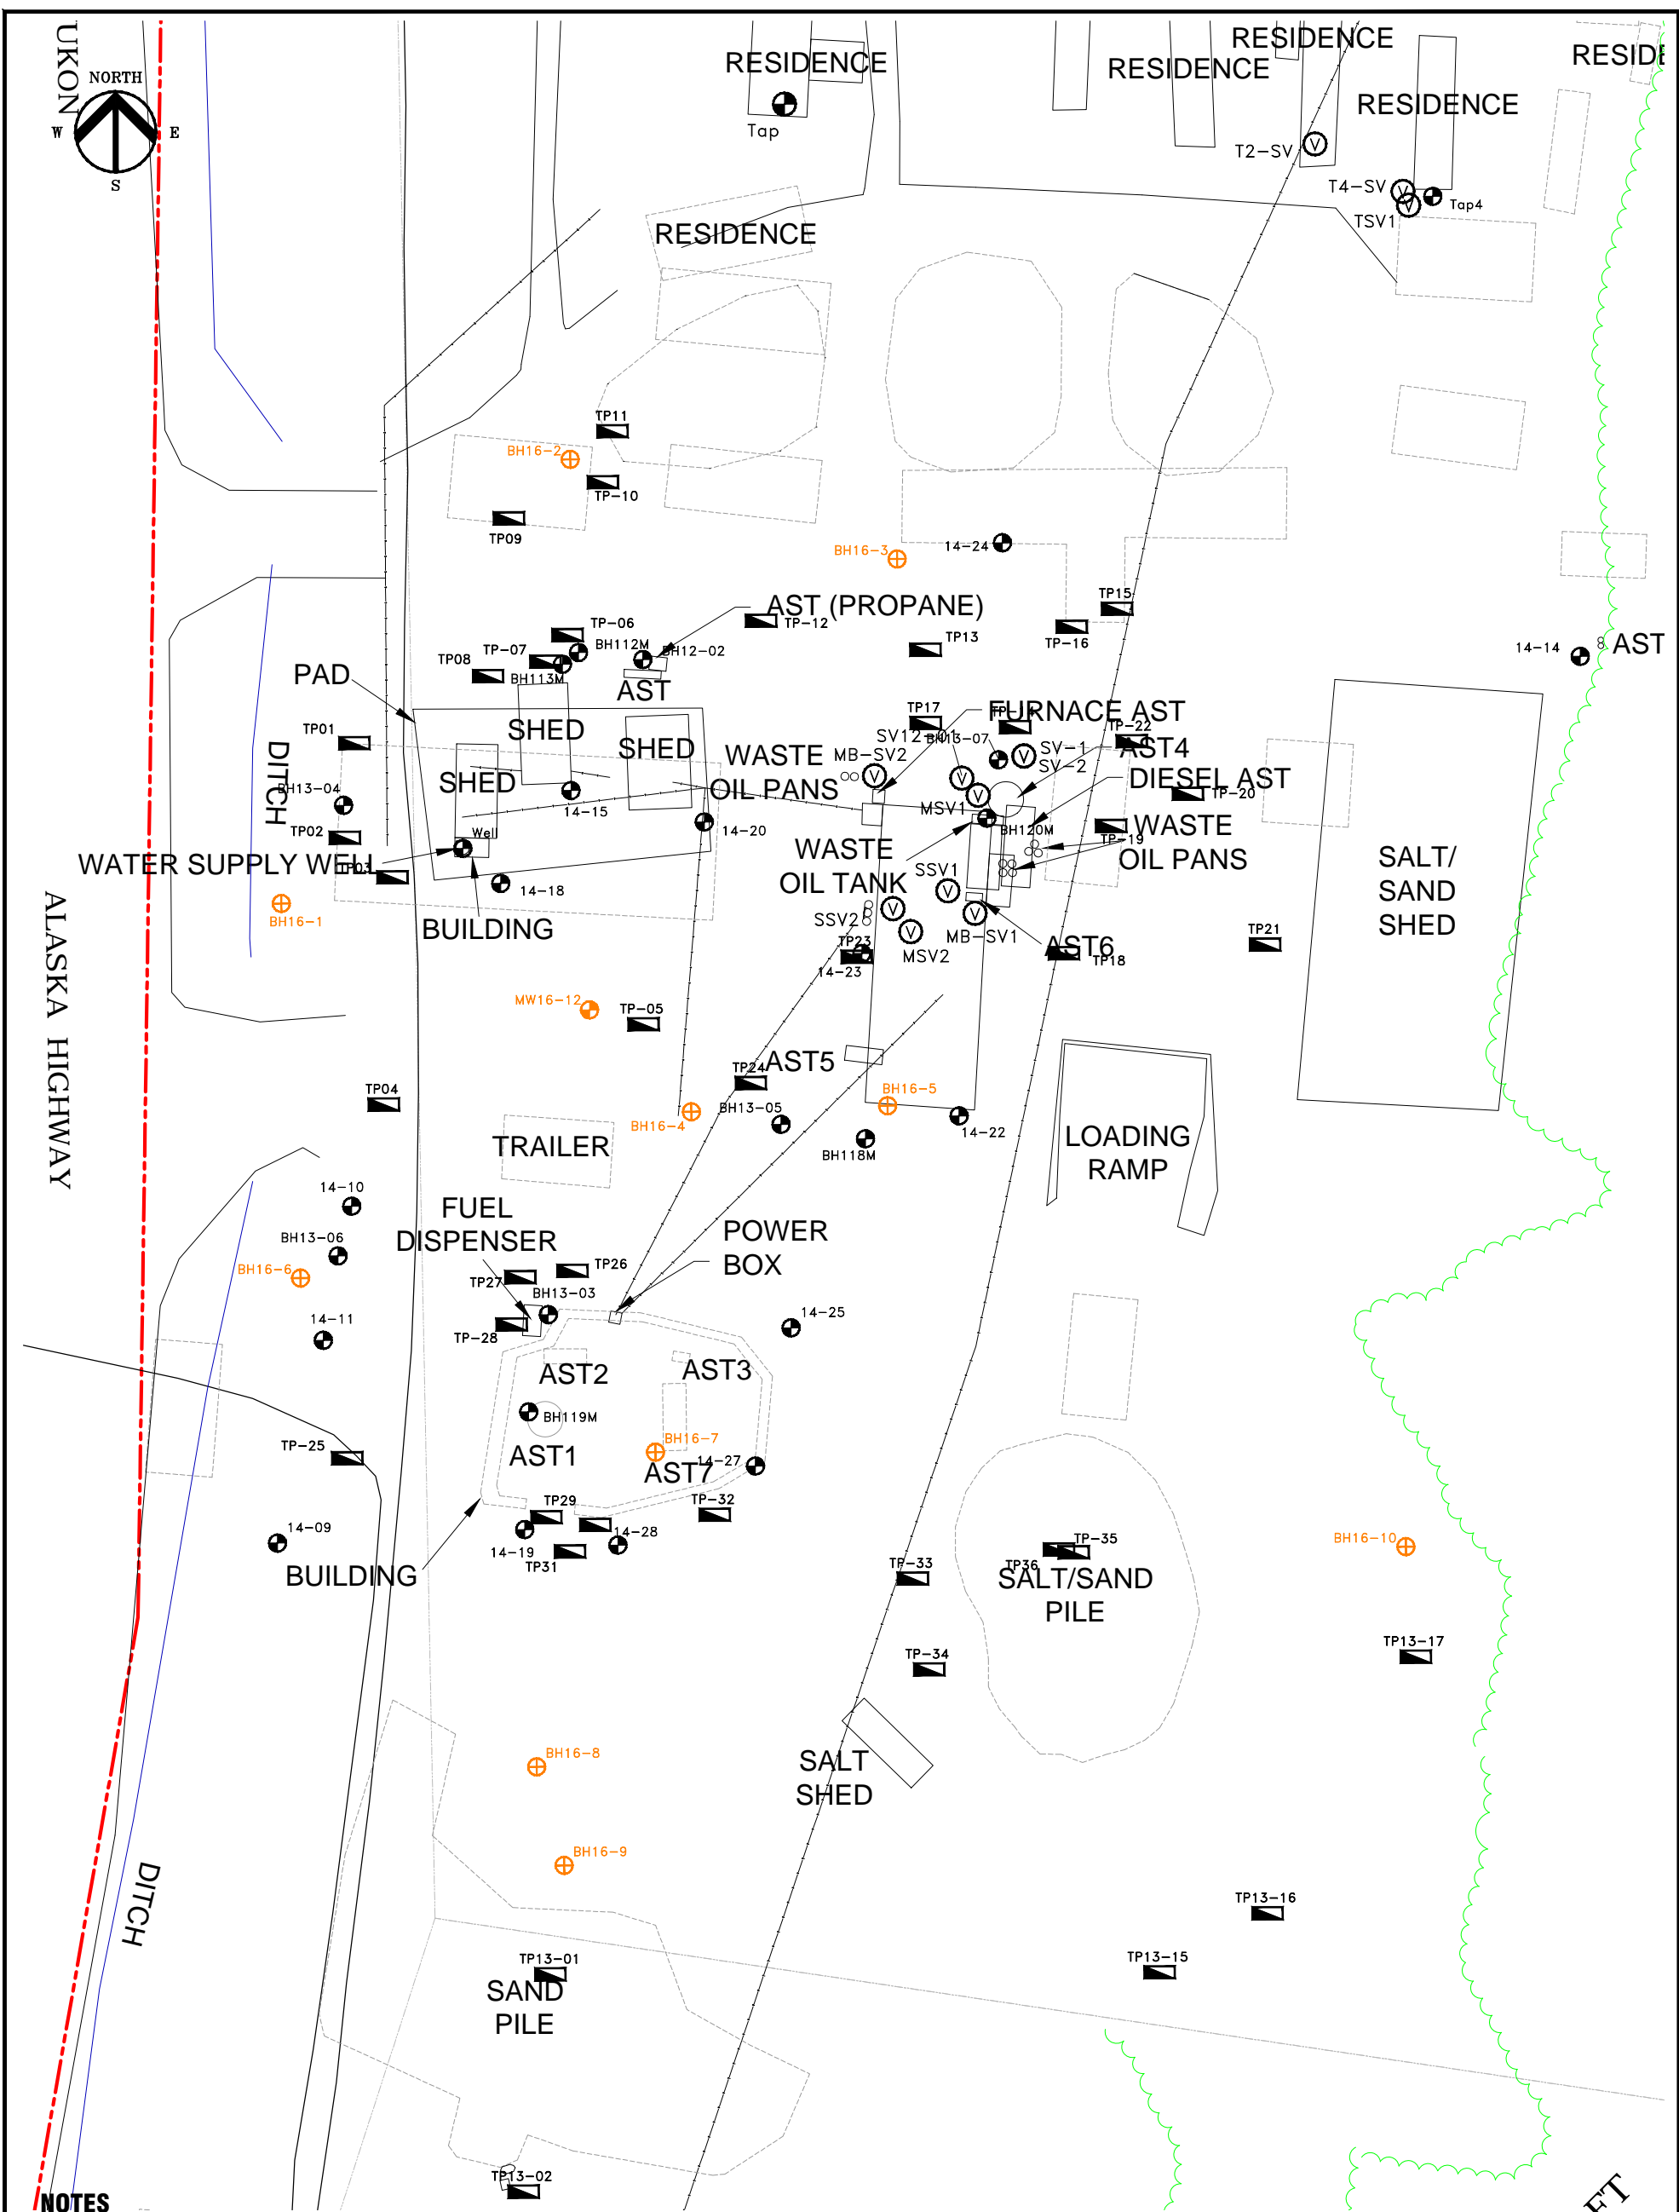 UKON
NORTH
W
E
S
RESIDENCE
Tap
RESIDENCE
RESIDENCE
RESIDENCE
RESIDE
T2-SV
T4-SV
TSV1
Tap4
RESIDENCE
TP11
BH16-2
TP-10
TP09
BH16-3
14-24
AST (PROPANE)
TP-12
TP15
TP-16
TP13
TP-06
BH112M
BH12-02
TP-07
TP08
BH113M
AST
14-14
8 AST
PAD
SHED
SHED
SHED
TP17
FURNACE AST
TP-22
TP01
DITCH
BH13-04
TP02
WASTE
OIL PANS
MB-SV2
SV12-01
BH13-07
SV-1
SV-2
AST4
DIESEL AST
TP-20
14-15
14-20
MSV1
BH120M
WASTE
OIL PANS
TP-19
Well
WATER SUPPLY WELL
TP03
WASTE
OIL TANK
SSV1
SALT/
SAND
SHED
BH16-1
14-18
BUILDING
SSV2
MSV2
MB-SV1
AST6
TP18
TP21
TP23
14-23
ALASKA HIGHWAY
MW16-12
TP-05
AST5
TP24
BH13-05
BH16-5
TP04
BH16-4
TRAILER
BH118M
14-22
LOADING
RAMP
14-10
BH13-06
BH16-6
14-11
FUEL
DISPENSER
POWER
BOX
TP27
TP26
BH13-03
TP-28
14-25
AST2
AST3
BH119M
AST1
BH16-7
AST7
14-27
TP-25
14-09
TP29
TP-32
14-28
14-19
TP31
BUILDING
TP-33
TP36
TP-35
SALT/SAND
PILE
BH16-10
TP-34
TP13-17
SALT
SHED
BH16-8
BH16-9
DITCH
TP13-16
TP13-15
TP13-01
SAND
PILE
TP13-02
NOTES
ET